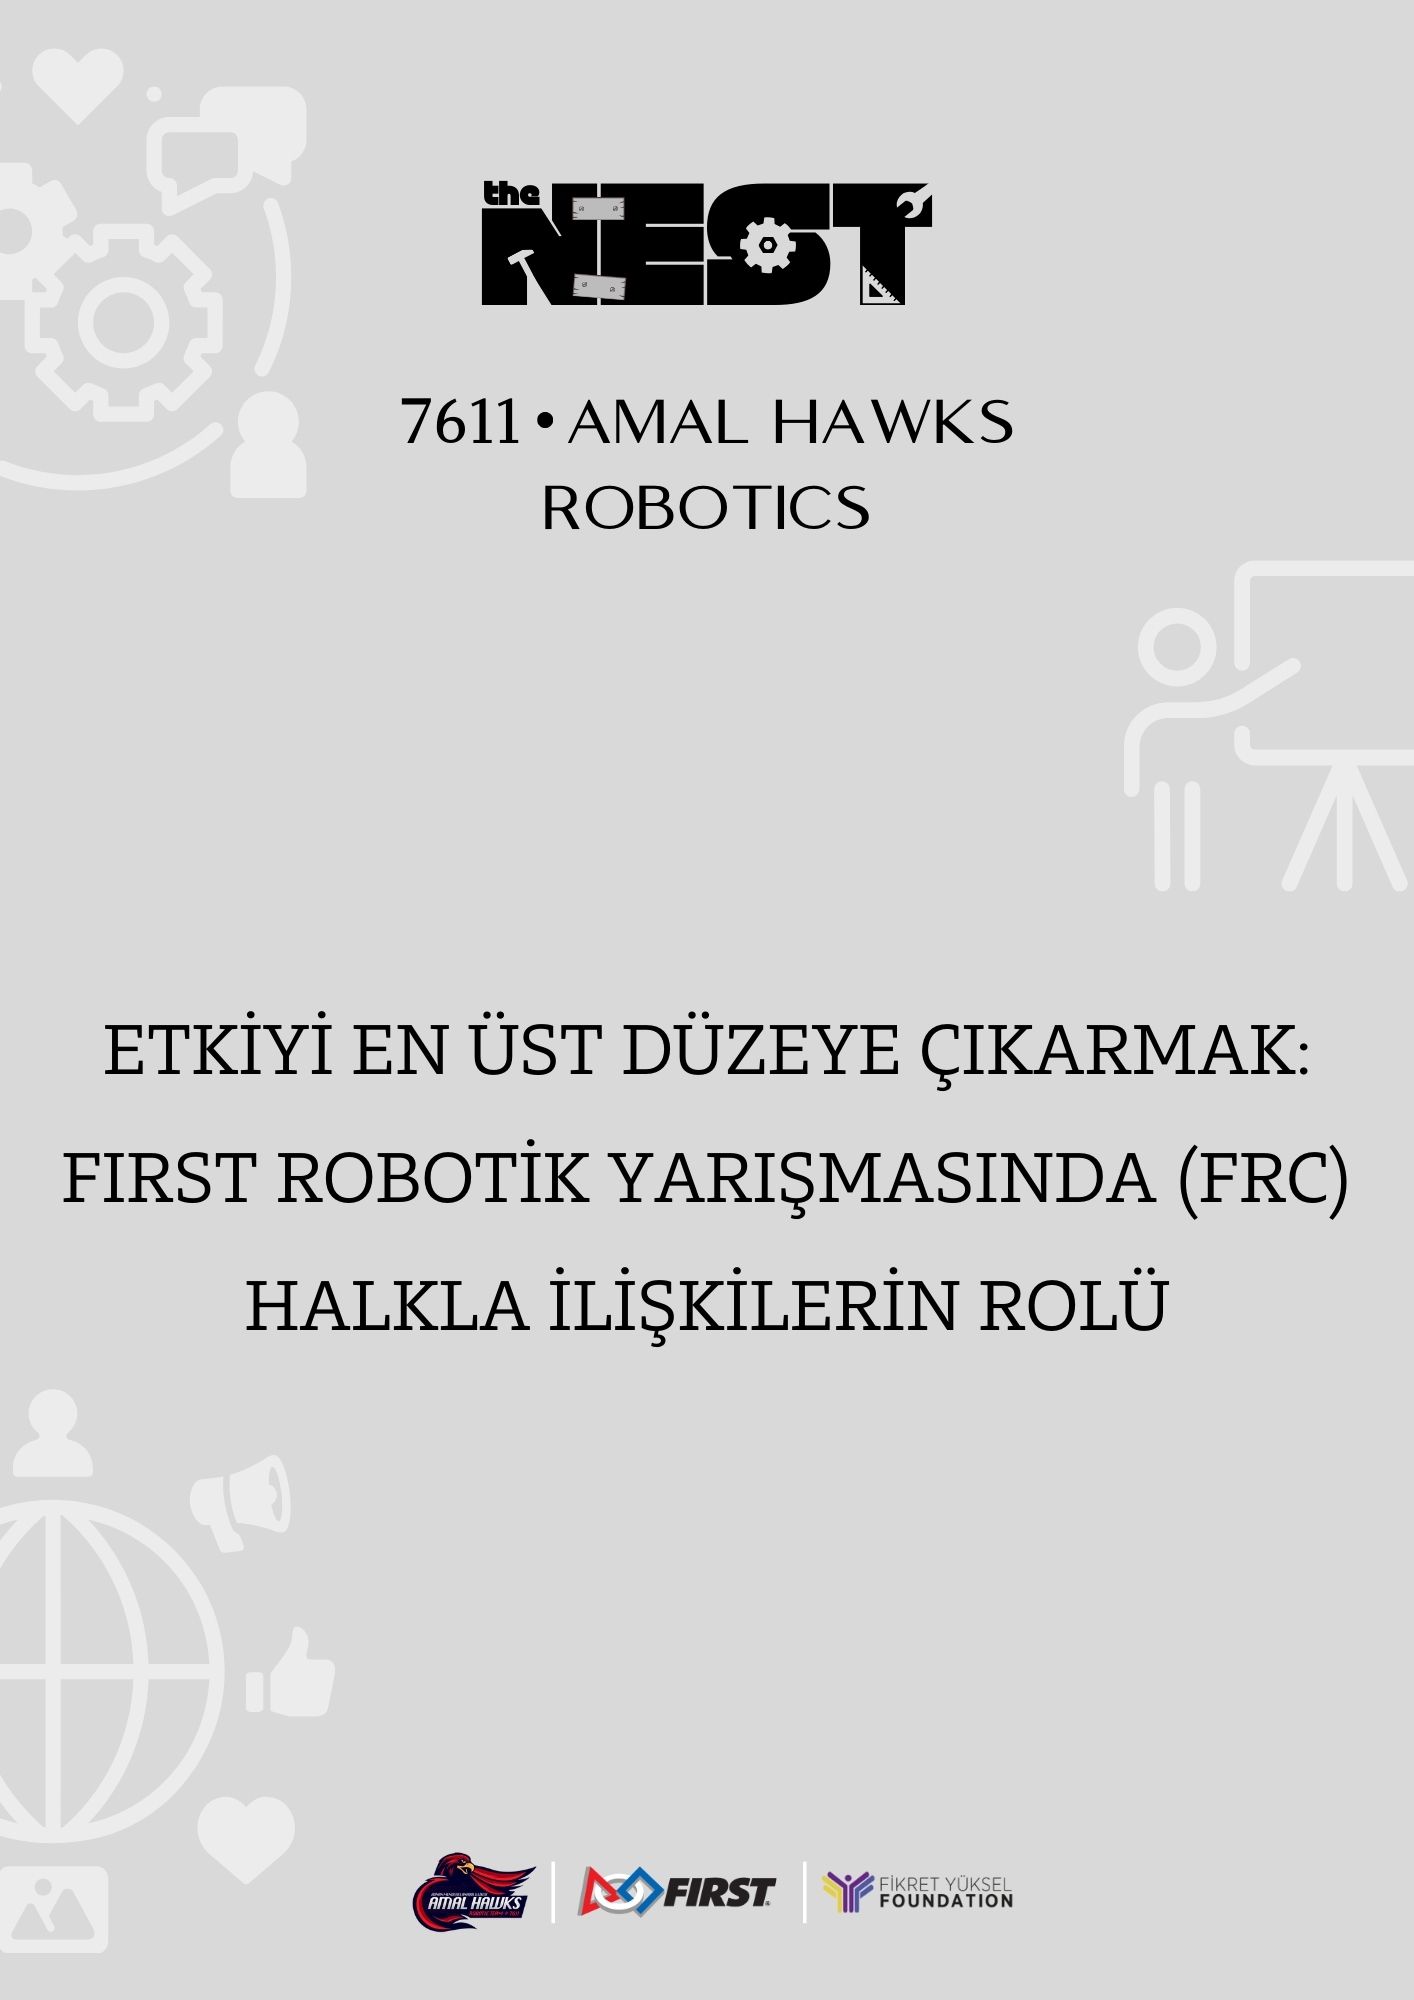 the
NEST
7611 • AMAL HAWKS
ROBOTICS
ETKİYİ EN ÜST DÜZEYE ÇIKARMAK:
FIRST ROBOTİK YARIŞMASINDA (FRC)
HALKLA İLİŞKİLERİN ROLÜ
AMAL HAWKS
FIRST
FİKRET YÜKSEL
FOUNDATION